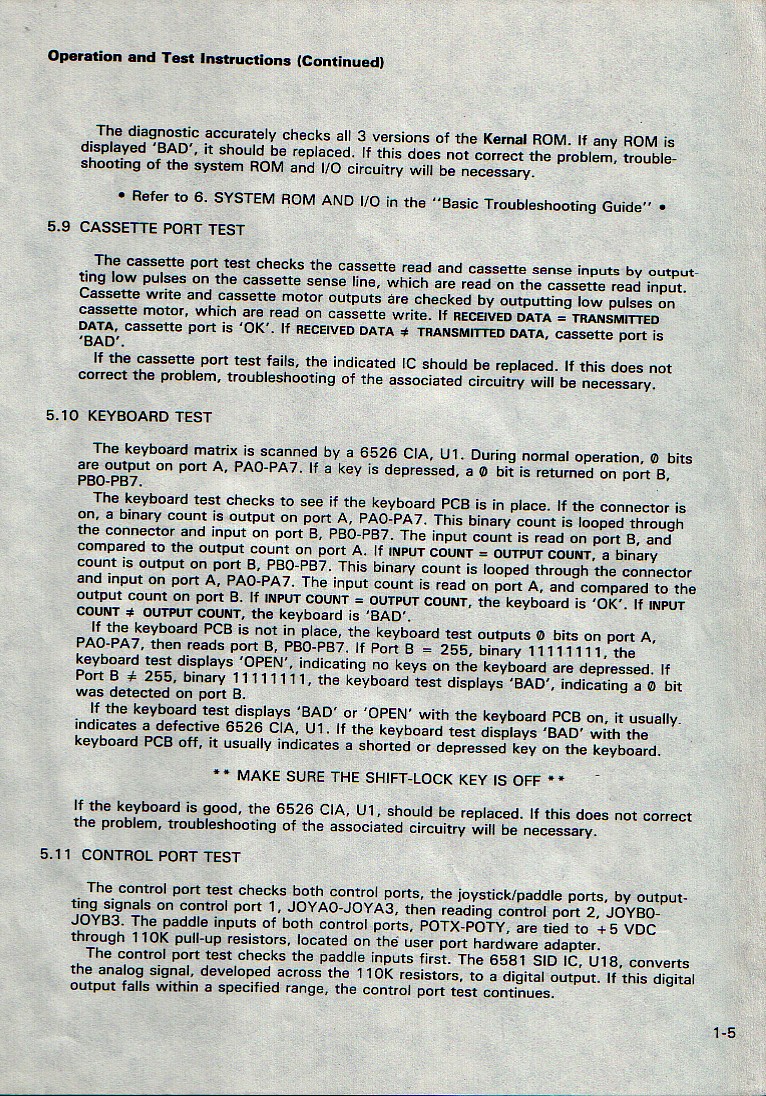 Operation and Test Instructions (Continued)
The diagnostic accurately checks all 3 versions of the Kernal ROM. If any ROM is
displayed 'BAD', it should be replaced. If this does not correct the problem, trouble-
shooting of the system ROM and I/O circuitry will be necessary.
• Refer to 6. SYSTEM ROM AND I/O in the ''Basic Troubleshooting Guide'' •
5.9 CASSETTE PORT TEST
The cassette port test checks the cassette read and cassette sense inputs by output-
ting low pulses on the cassette sense line, which are read on the cassette read input.
Cassette write and cassette motor outputs are checked by outputting low pulses on
cassette motor, which are read on cassette write. If RECEIVED DATA = TRANSMITTED
DATA, cassette port is 'OK'. If RECEIVED DATA ≠ TRANSMITTED DATA, cassette port is
'BAD'.
If the cassette port test fails, the indicated IC should be replaced. If this does not
correct the problem, troubleshooting of the associated circuitry will be necessary.
5.10 KEYBOARD TEST
The keyboard matrix is scanned by a 6526 CIA, U1. During normal operation, 0 bits
are output on port A, PA0-PA7. If a key is depressed, a 0 bit is returned on port B,
PB0-PB7.
The keyboard test checks to see if the keyboard PCB is in place. If the connector is
on, a binary count is output on port A, PA0-PA7. This binary count is looped through
the connector and input on port B, PB0-PB7. The input count is read on port B, and
compared to the output count on port A. If INPUT COUNT = OUTPUT COUNT, a binary
count is output on port B, PB0-PB7. This binary count is looped through the connector
and input on port A, PA0-PA7. The input count is read on port A, and compared to the
output count on port B. If INPUT COUNT = OUTPUT COUNT, the keyboard is 'OK'. If INPUT
COUNT ≠ OUTPUT COUNT, the keyboard is 'BAD'.
If the keyboard PCB is not in place, the keyboard test outputs 0 bits on port A,
PA0-PA7, then reads port B, PB0-PB7. If Port B = 255, binary 11111111, the
keyboard test displays 'OPEN', indicating no keys on the keyboard are depressed. If
Port B ≠ 255, binary 11111111, the keyboard test displays 'BAD', indicating a 0 bit
was detected on port B.
If the keyboard test displays 'BAD' or 'OPEN' with the keyboard PCB on, it usually
indicates a defective 6526 CIA, U1. If the keyboard test displays 'BAD' with the
keyboard PCB off, it usually indicates a shorted or depressed key on the keyboard.
** MAKE SURE THE SHIFT-LOCK KEY IS OFF **
If the keyboard is good, the 6526 CIA, U1, should be replaced. If this does not correct
the problem, troubleshooting of the associated circuitry will be necessary.
5.11 CONTROL PORT TEST
The control port test checks both control ports, the joystick/paddle ports, by output-
ting signals on control port 1, JOYA0-JOYA3, then reading control port 2, JOYB0-
JOYB3. The paddle inputs of both control ports, POTX-POTY, are tied to +5 VDC
through 110K pull-up resistors, located on the user port hardware adapter.
The control port test checks the paddle inputs first. The 6581 SID IC, U18, converts
the analog signal, developed across the 110K resistors, to a digital output. If this digital
output falls within a specified range, the control port test continues.
1-5